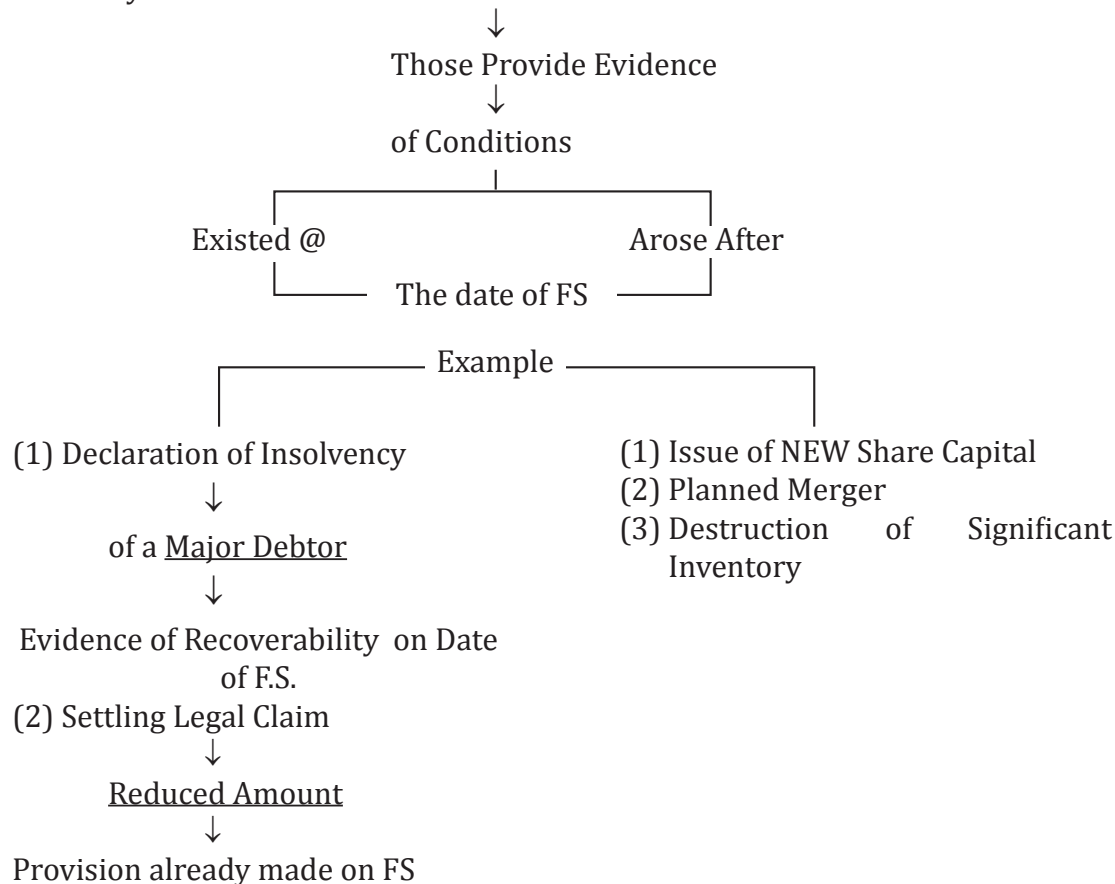 ↓
Those Provide Evidence
↓
of Conditions
Existed @ Arose After
The date of FS
Example
(1) Declaration of Insolvency
↓
of a Major Debtor
↓
Evidence of Recoverability on Date
of F.S.
(2) Settling Legal Claim
↓
Reduced Amount
↓
Provision already made on FS
(1) Issue of NEW Share Capital
(2) Planned Merger
(3) Destruction of Significant
Inventory